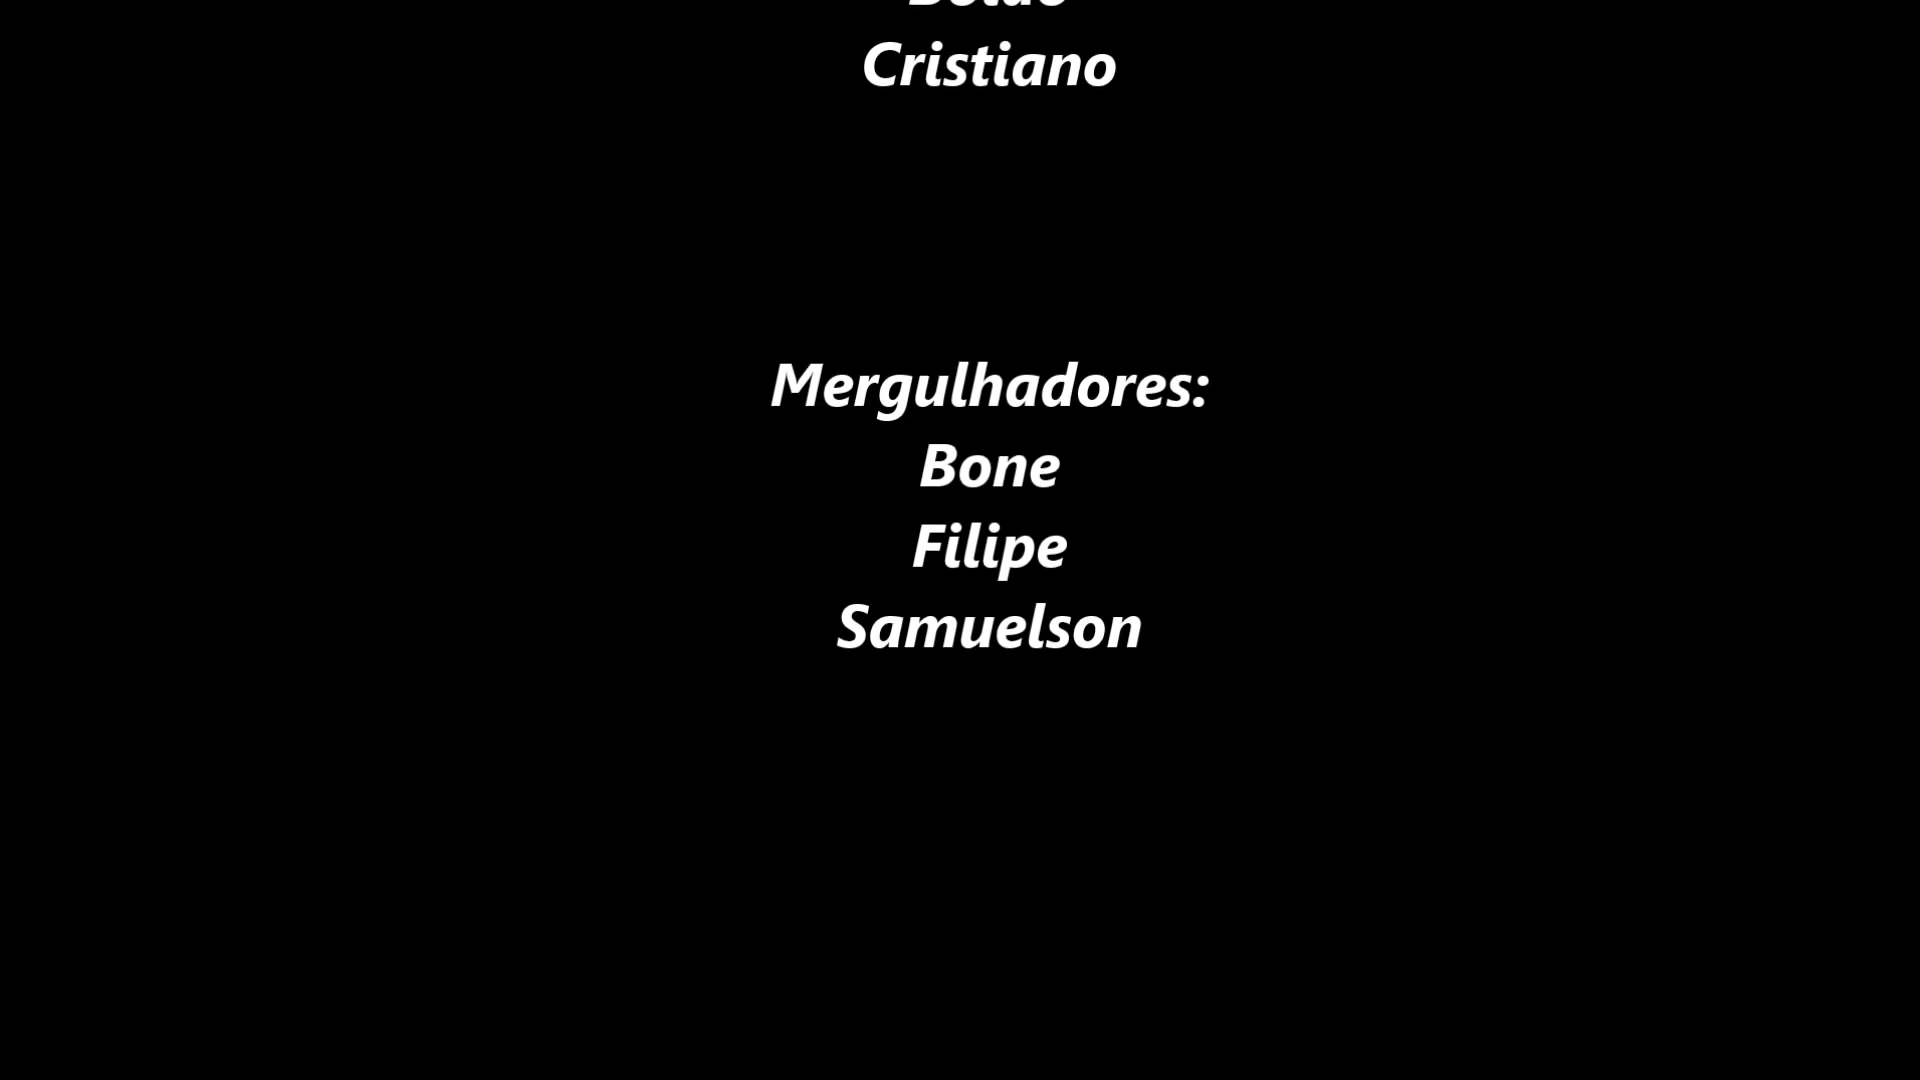 Cristiano
Mergulhadores:
Bone
Filipe
Samuelson